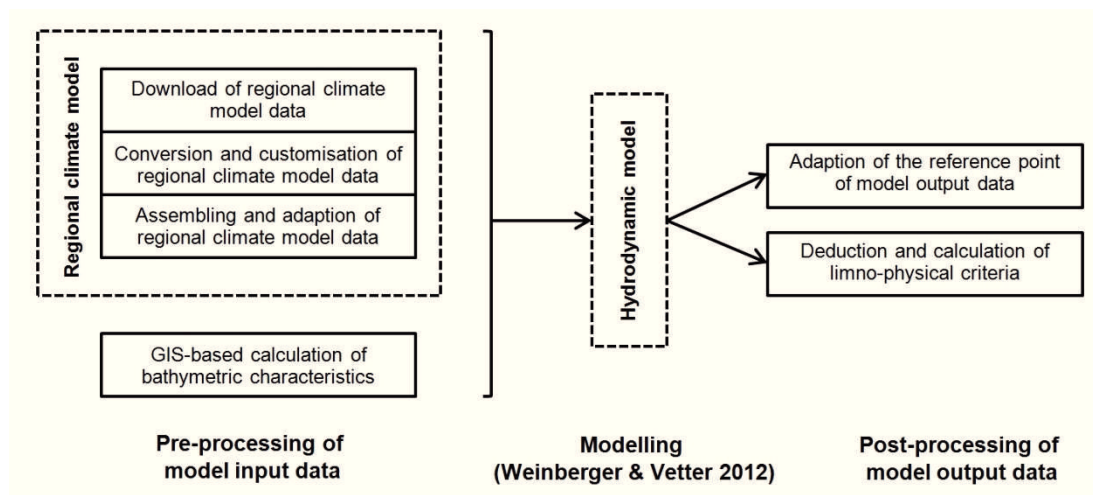 Regional climate model
Download of regional climate
model data
Conversion and customisation of
regional climate model data
Assembling and adaption of
regional climate model data
GIS-based calculation of
bathymetric characteristics
Pre-processing of
model input data
Hydrodynamic model
Modelling
(Weinberger & Vetter 2012)
Adaption of the reference point
of model output data
Deduction and calculation of
limno-physical criteria
Post-processing of
model output data